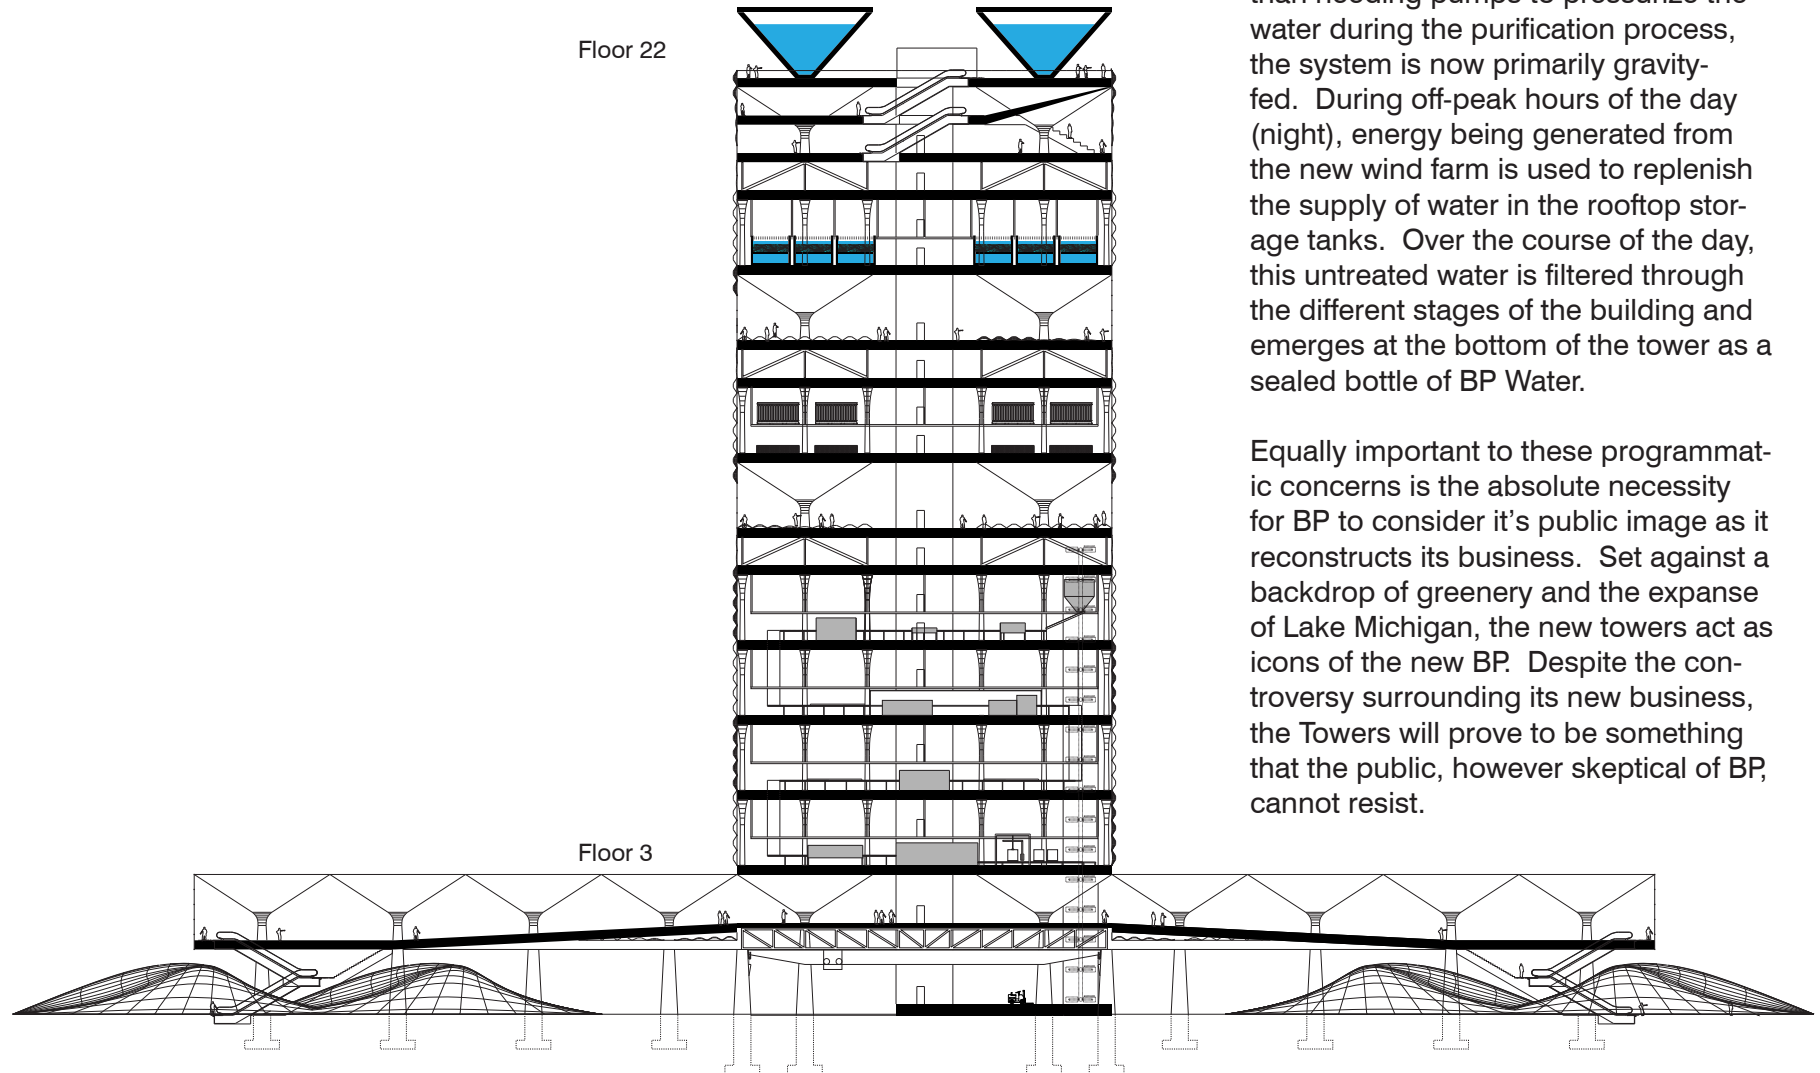 Floor 22
Floor 3
than needing pumps to pressurize the
water during the purification process,
the system is now primarily gravity-
fed.  During off-peak hours of the day
(night), energy being generated from
the new wind farm is used to replenish
the supply of water in the rooftop stor-
age tanks.  Over the course of the day,
this untreated water is filtered through
the different stages of the building and
emerges at the bottom of the tower as a
sealed bottle of BP Water.

Equally important to these programmat-
ic concerns is the absolute necessity
for BP to consider it’s public image as it
reconstructs its business.  Set against a
backdrop of greenery and the expanse
of Lake Michigan, the new towers act as
icons of the new BP.  Despite the con-
troversy surrounding its new business,
the Towers will prove to be something
that the public, however skeptical of BP,
cannot resist.